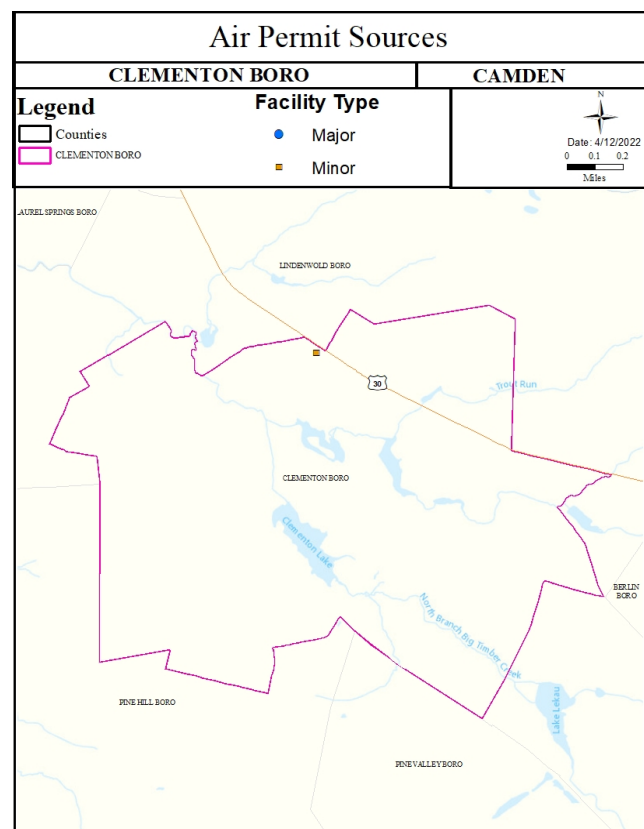 Air Permit Sources
CLEMENTON BORO
CAMDEN
Legend
Counties
CLEMENTON BORO
Facility Type
Major
Minor
N
Date: 4/12/2022
0 0.1 0.2
Miles
LAUREL SPRINGS BORO
LINDENWOLD BORO
30
Trout Run
CLEMENTON BORO
Clementon Lake
BERLIN
BORO
North Branch Big Timber Creek
Lake Lekau
PINE HILL BORO
PINE VALLEY BORO